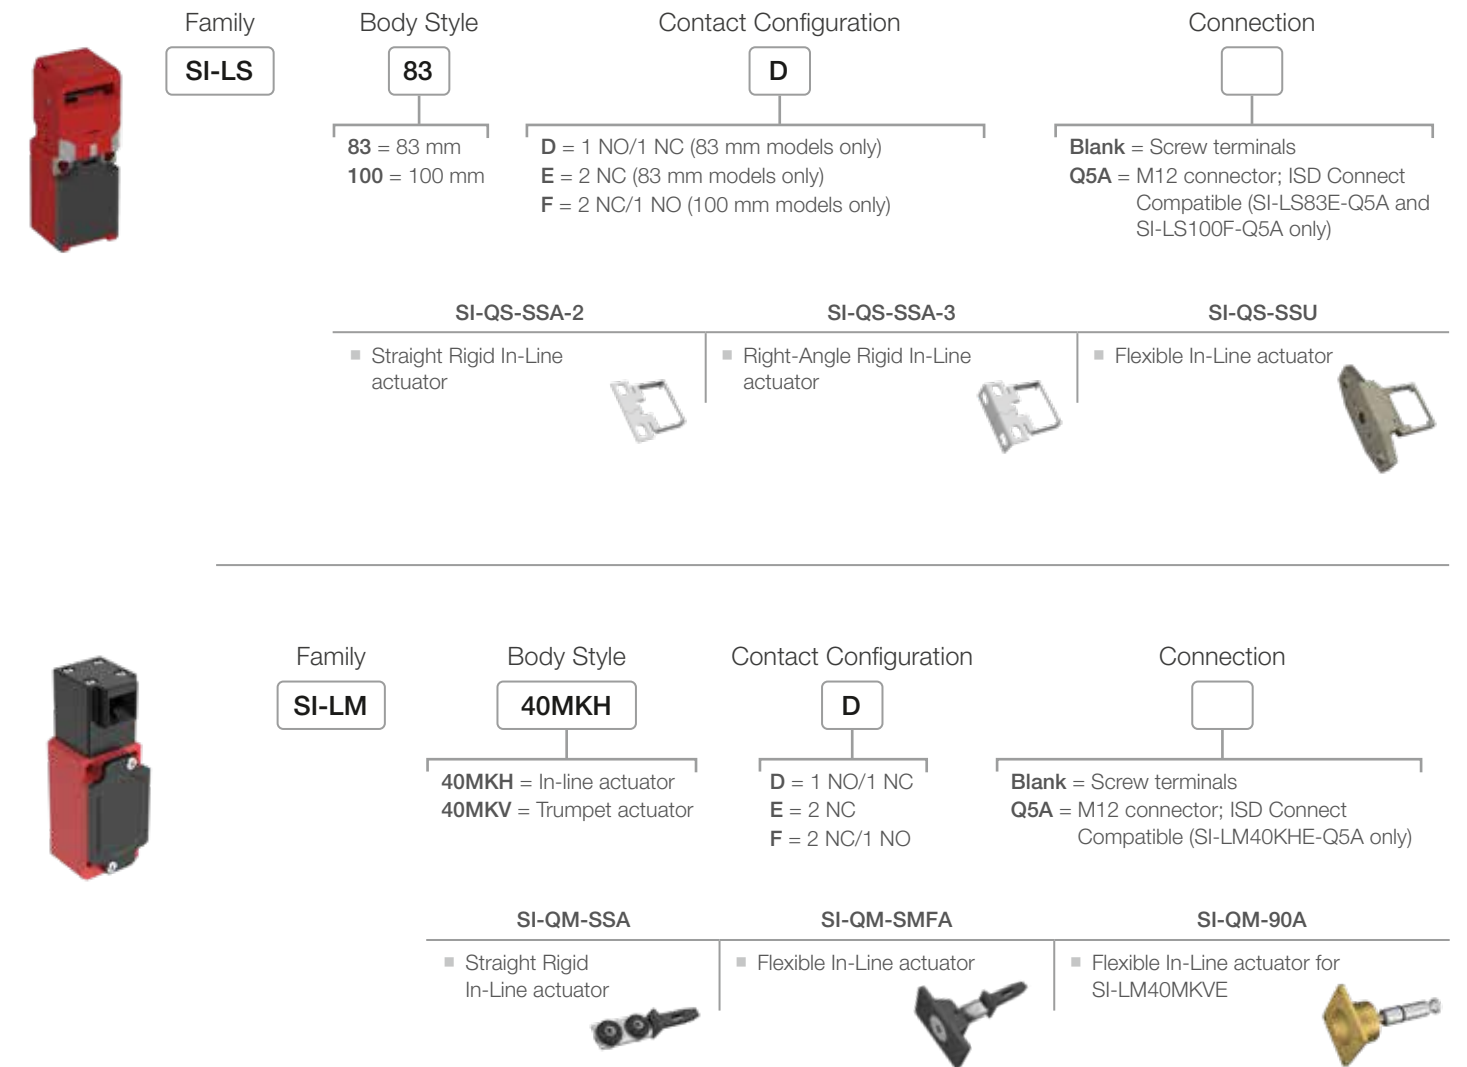 Family
Body Style
Contact Configuration
Connection
SI-LS
83
D
83 = 83 mm
100 = 100 mm
D = 1 NO/1 NC (83 mm models only)
E = 2 NC (83 mm models only)
F = 2 NC/1 NO (100 mm models only)
Blank = Screw terminals
Q5A = M12 connector; ISD Connect
Compatible (SI-LS83E-Q5A and
SI-LS100F-Q5A only)
SI-QS-SSA-2
SI-QS-SSA-3
SI-QS-SSU
■ Straight Rigid In-Line
actuator
■ Right-Angle Rigid In-Line
actuator
■ Flexible In-Line actuator
Family
Body Style
Contact Configuration
Connection
SI-LM
40MKH
D
40MKH = In-line actuator
40MKV = Trumpet actuator
D = 1 NO/1 NC
E = 2 NC
F = 2 NC/1 NO
Blank = Screw terminals
Q5A = M12 connector; ISD Connect
Compatible (SI-LM40KHE-Q5A only)
SI-QM-SSA
SI-QM-SMFA
SI-QM-90A
■ Straight Rigid
In-Line actuator
■ Flexible In-Line actuator
■ Flexible In-Line actuator for
SI-LM40MKVE